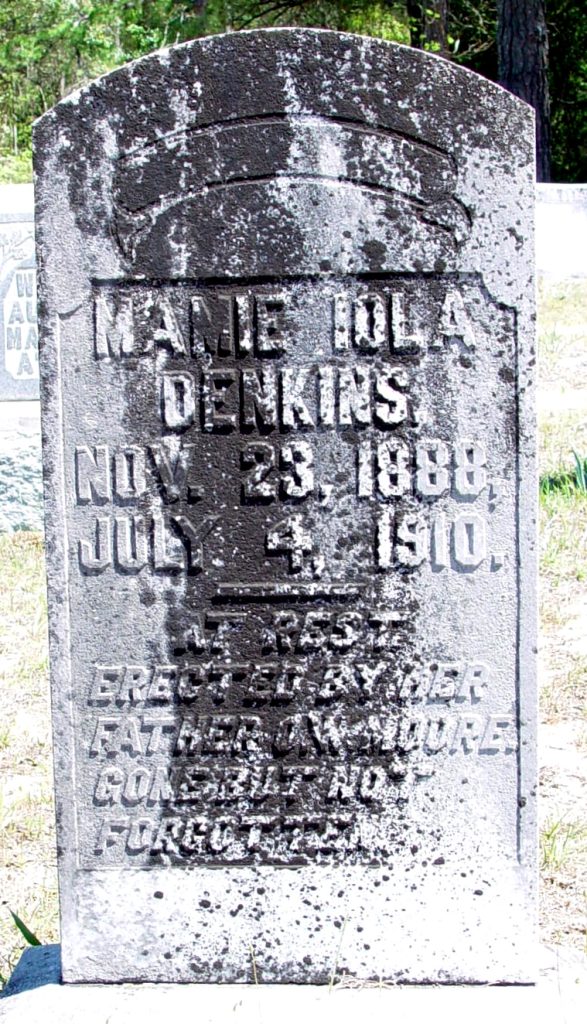 MAMIE IOLA
DENKINS.
NOV. 23, 1888,
JULY 4, 1910.
AT REST
ERECTED BY HER
FATHER MOORE.
GONE BUT NOT
FORGOTTEN